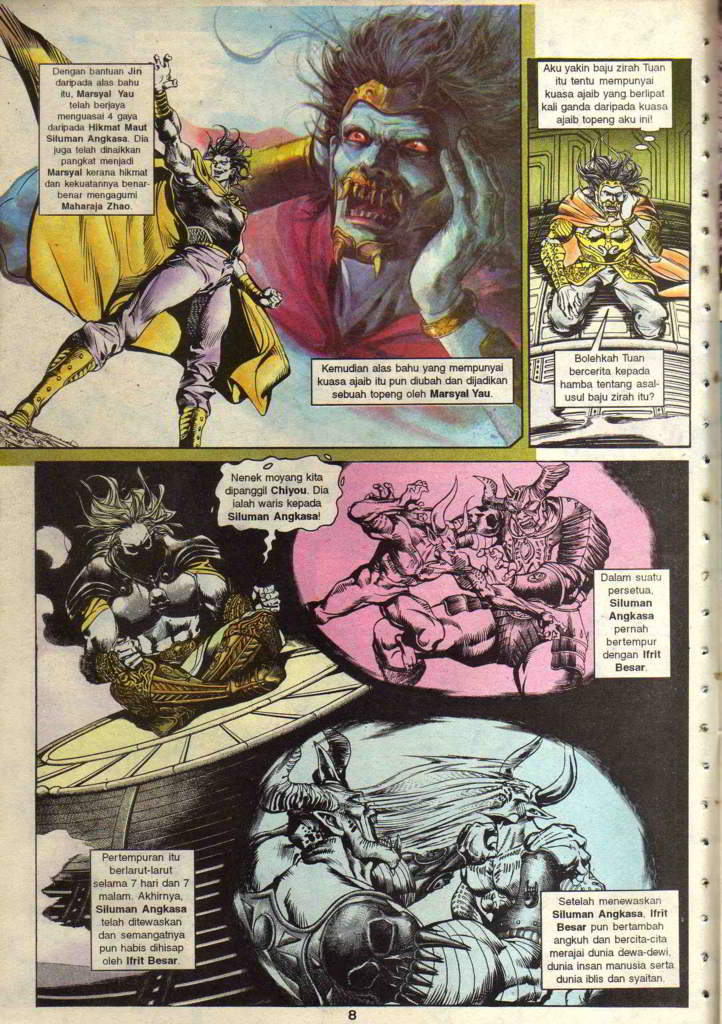 Dengan bantuan Jin
daripada alas bahu
itu, Marsyal Yau
telah berjaya
menguasai 4 gaya
daripada Hikmat Maut
Siluman Angkasa. Dia
juga telah dinaikkan
pangkat menjadi
Marsyal kerana hikmat
dan kekuatannya benar-
benar mengagumi
Maharaja Zhao.
Kemudian alas bahu yang mempunyai
kuasa ajaib itu pun diubah dan dijadikan
sebuah topeng oleh Marsyal Yau.
Aku yakin baju zirah Tuan
itu tentu mempunyai
kuasa ajaib yang berlipat
kali ganda daripada kuasa
ajaib topeng aku ini!
Bolehkah Tuan
bercerita kepada
hamba tentang asal-
usul baju zirah itu?
Nenek moyang kita
dipanggil Chiyou. Dia
ialah waris kepada
Siluman Angkasa!
Dalam suatu
persetua,
Siluman
Angkasa
pernah
bertempur
dengan Ifrit
Besar.
Pertempuran itu
berlarut-larut
selama 7 hari dan 7
malam. Akhirnya,
Siluman Angkasa
telah ditewaskan
dan semangatnya
pun habis dihisap
oleh Ifrit Besar.
Setelah menewaskan
Siluman Angkasa, Ifrit
Besar pun bertambah
angkuh dan bercita-cita
merajai dunia dewa-dewi,
dunia insan manusia serta
dunia iblis dan syaitan.
8